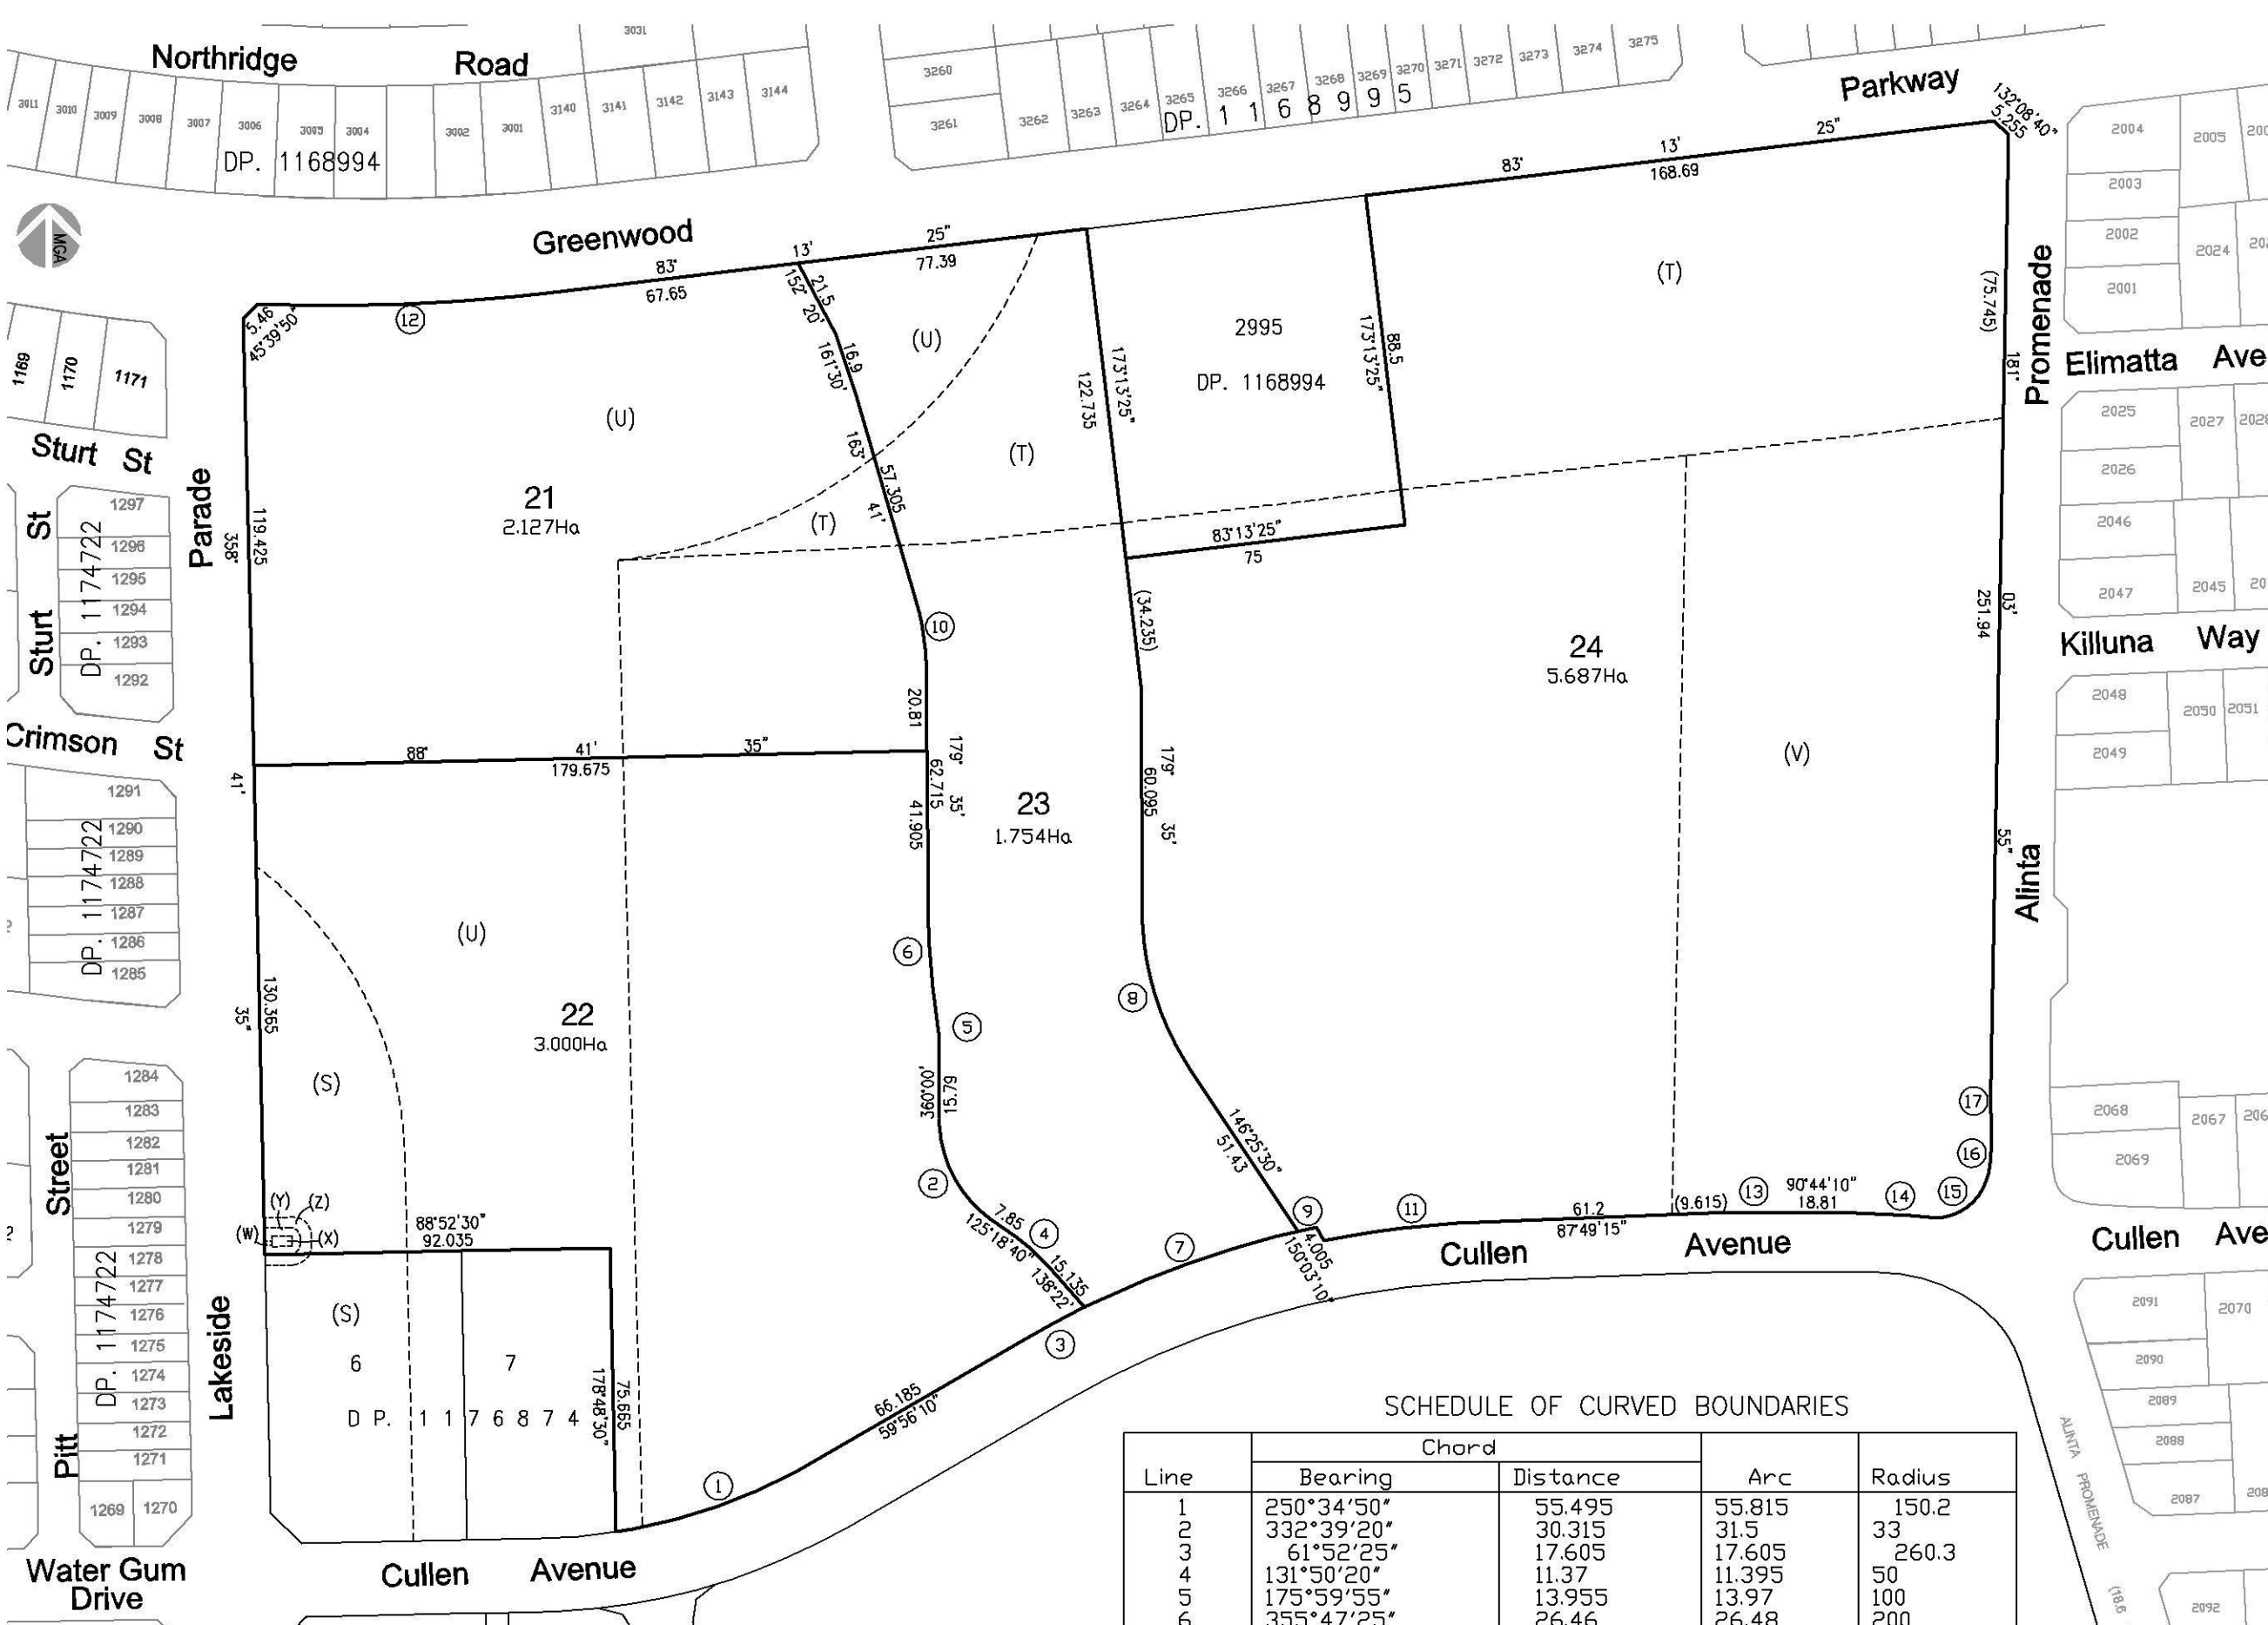 Northridge Road
Parkway
3031
3011 3010 3009 3008 3007 3006 3005 3004 3002 3001 3140 3141 3142 3143 3144
DP. 1168994
3260
3261 3262 3263 3264 3265 3266 3267 3268 3269 3270 3271 3272 3273 3274 3275
DP. 1168995
132°08'40"
5.255
MGA
Greenwood
83° 13' 25"
67.65
77.39
83° 13' 25"
168.69
5.46
45°39'50"
12
21.5
152° 20'
16.9
161°30'
163° 41'
57.305
(U)
(U)
(T)
(T)
(T)
122.735
173°13'25"
2995
DP. 1168994
88.5
173°13'25"
83°13'25"
75
(34.235)
(75.745)
181° 03' 55"
251.94
Promenade
Alinta
2004 2005
2003
2002 2024
2001
Elimatta Ave
2025 2027 2028
2026
2046
2047 2045 20
Killuna Way
2048 2050 2051
2049
2068 2067
2069
Cullen Ave
2091 2070
2090
2089
2088
2087
2092
ALINTA PROMENADE
(18.6
1169 1170 1171
Sturt St
Sturt St
1297
1296
1295
1294
1293
1292
DP. 1174722
Crimson St
1291
1290
1289
1288
1287
1286
1285
DP. 1174722
Pitt Street
1284
1283
1282
1281
1280
1279
1278
1277
1276
1275
1274
1273
1272
1271
1269 1270
DP. 1174722
Water Gum
Drive
Lakeside Parade
358° 41' 35"
119.425
130.365
21
2.127Ha
10
20.81
88° 41' 35"
179.675
179° 35'
62.715
41.905
23
1.754Ha
179° 35'
60.095
24
5.687Ha
(V)
(U)
(S)
22
3.000Ha
6
5
360°00'
15.79
8
2
7.85
125°18'40"
4
15.135
138°22'
146°25'30"
51.43
9
4.005
150°03'10"
7
3
11
61.2
87°49'15"
(9.615)
13
90°44'10"
18.81
14
15
16
17
Cullen Avenue
(Y) (Z)
(W) (X)
88°52'30"
92.035
(S)
6 7
DP. 1176874
178°48'30"
75.665
1
66.185
59°56'10"
Cullen Avenue
SCHEDULE OF CURVED BOUNDARIES
Chord
Line Bearing Distance Arc Radius
1 250°34'50" 55.495 55.815 150.2
2 332°39'20" 30.315 31.5 33
3 61°52'25" 17.605 17.605 260.3
4 131°50'20" 11.37 11.395 50
5 175°59'55" 13.955 13.97 100
6 355°47'25" 26.46 26.48 200